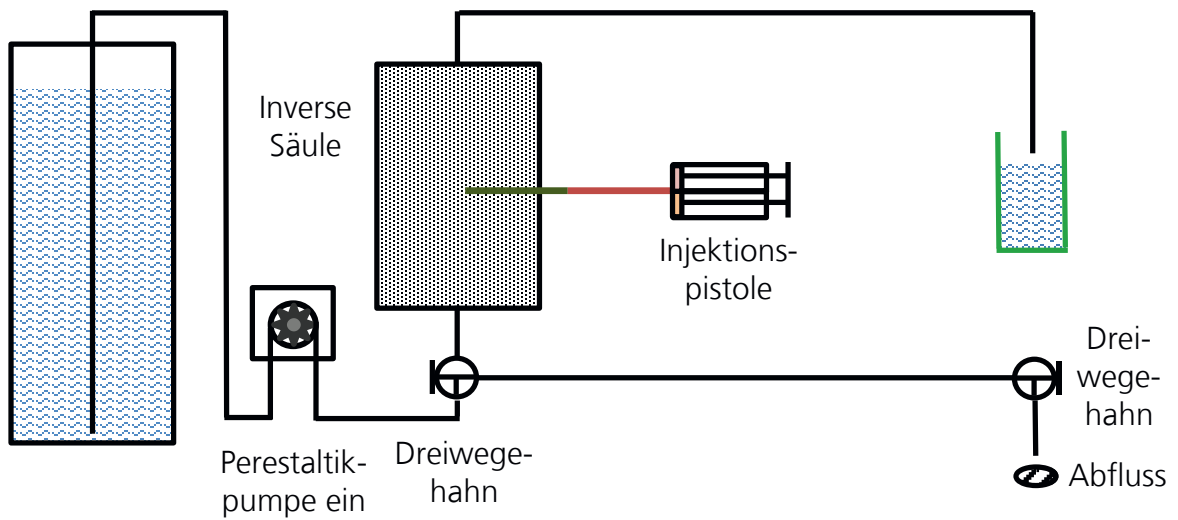 Inverse
Säule
Injektions-
pistole
Perestaltik-
pumpe ein
Dreiwege-
hahn
Drei-
wege-
hahn
Abfluss